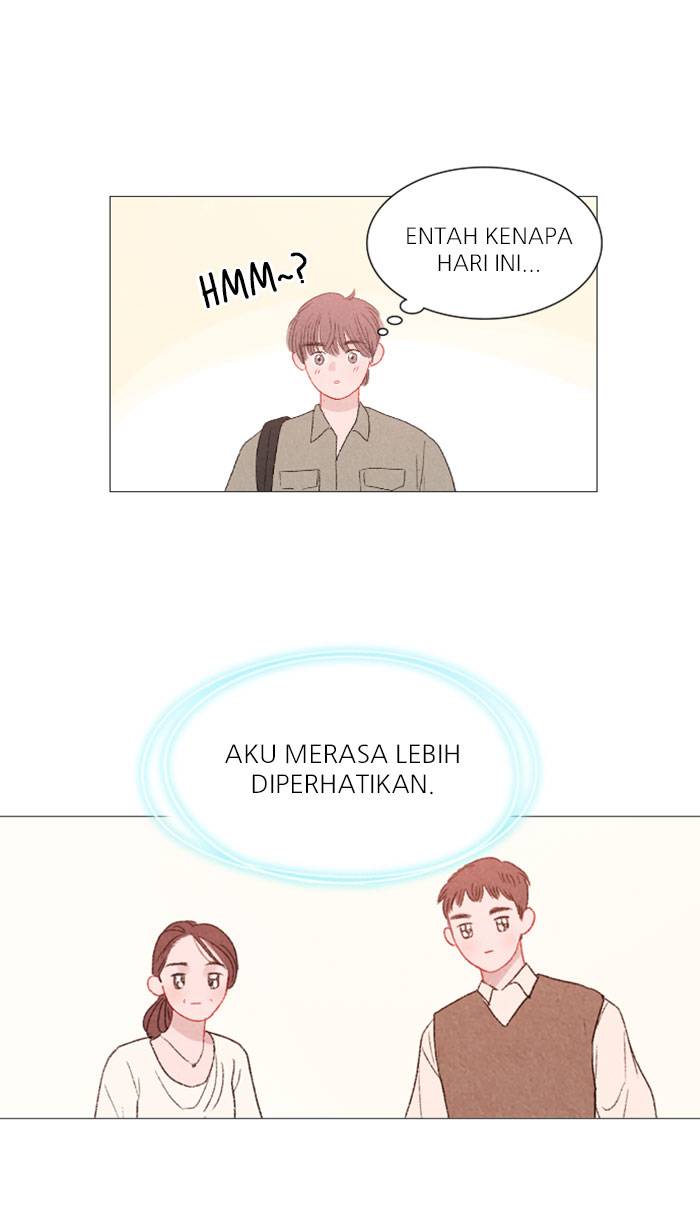 ENTAH KENAPA
HARI INI...
HMM~?
AKU MERASA LEBIH
DIPERHATIKAN.